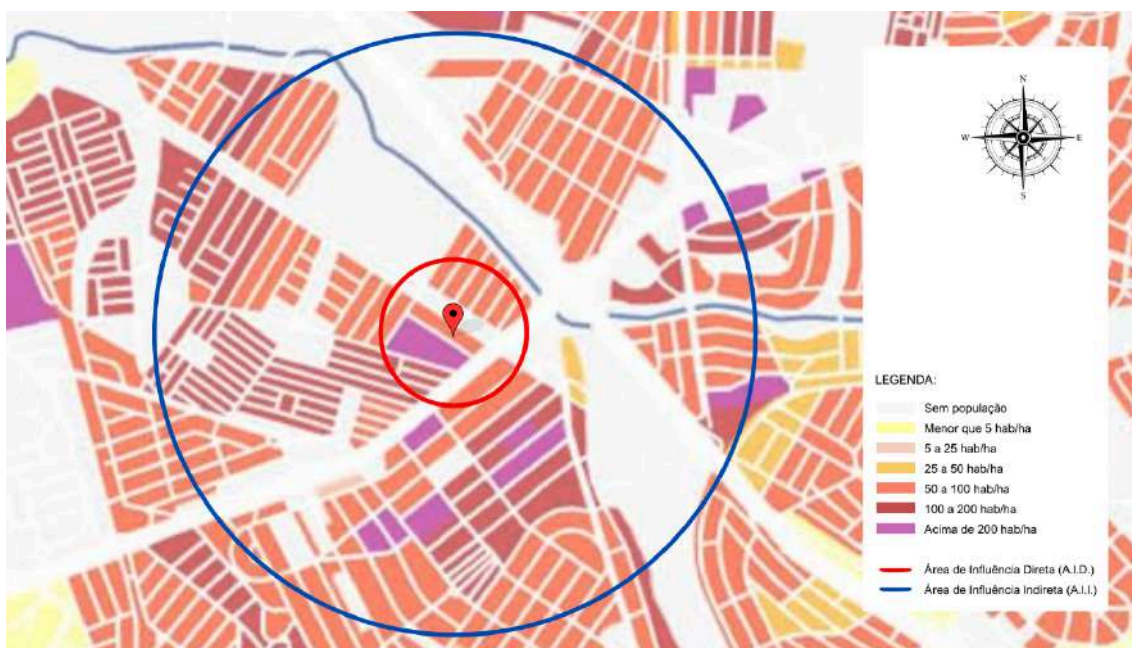 N
W
E
S
LEGENDA:
Sem população
Menor que 5 hab/ha
5 a 25 hab/ha
25 a 50 hab/ha
50 a 100 hab/ha
100 a 200 hab/ha
Acima de 200 hab/ha
Área de Influência Direta (A.I.D.)
Área de Influência Indireta (A.I.I.)